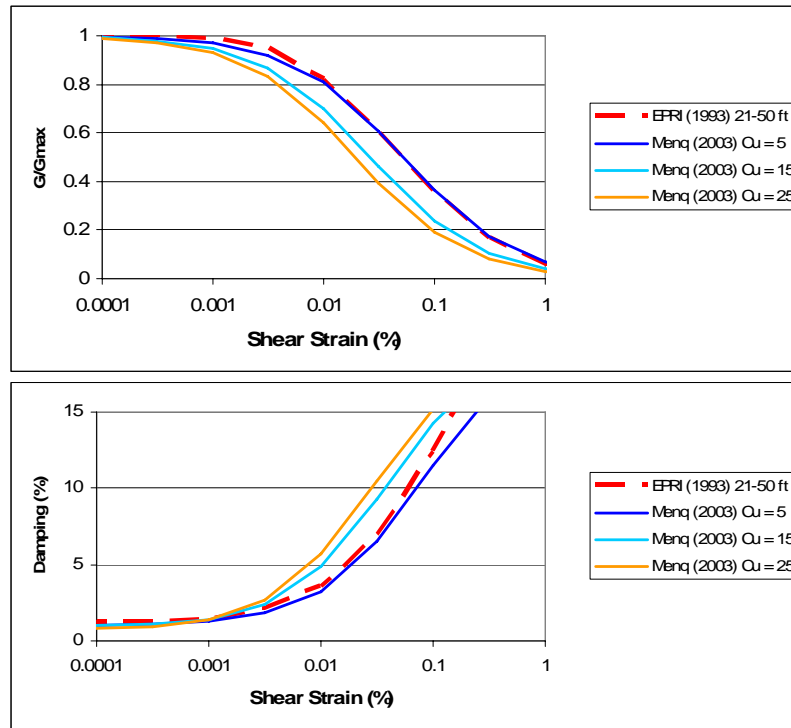 1
0.8
0.6
0.4
0.2
0
G/Gmax
0.0001 0.001 0.01 0.1 1
Shear Strain (%)
EPRI (1993) 21-50 ft
Menq (2003) Cu = 5
Menq (2003) Cu = 15
Menq (2003) Cu = 25
15
10
5
0
Damping (%)
0.0001 0.001 0.01 0.1 1
Shear Strain (%)
EPRI (1993) 21-50 ft
Menq (2003) Cu = 5
Menq (2003) Cu = 15
Menq (2003) Cu = 25